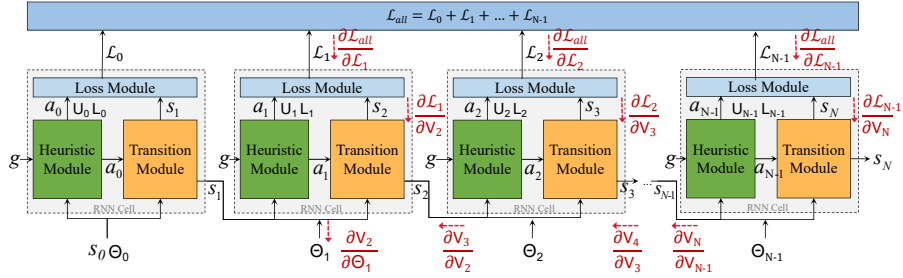 ℒall = ℒ0 + ℒ1 + ... + ℒN-1
ℒ0 ℒ1 ∂ℒall/∂ℒ1 ℒ2 ∂ℒall/∂ℒ2 ℒN-1 ∂ℒall/∂ℒN-1
Loss Module Loss Module Loss Module Loss Module
a0 U0 L0 s1 a1 U1 L1 s2 ∂ℒ1/∂V2 a2 U2 L2 s3 ∂ℒ2/∂V3 aN-1 UN-1 LN-1 sN ∂ℒN-1/∂VN
Heuristic Transition Heuristic Transition Heuristic Transition Heuristic Transition
g Module a0 Module g Module a1 Module g Module a2 Module g Module aN-1 Module sN
s1 s2 s3 ... sN-1
RNN Cell RNN Cell RNN Cell RNN Cell
s0 Θ0 Θ1 ∂V2/∂Θ1 ∂V3/∂V2 Θ2 ∂V4/∂V3 ∂VN/∂VN-1 ΘN-1